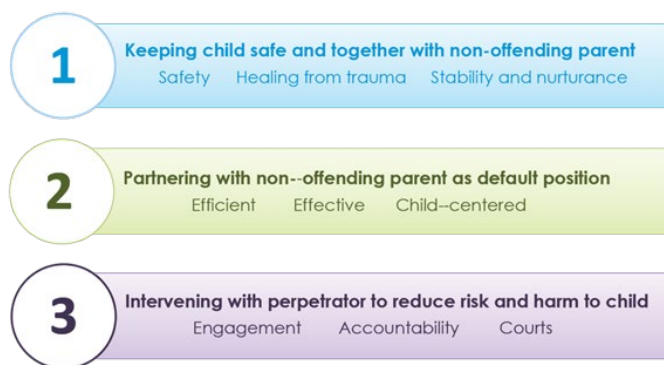 1
Keeping child safe and together with non-offending parent
Safety Healing from trauma Stability and nurturance
2
Partnering with non--offending parent as default position
Efficient Effective Child--centered
3
Intervening with perpetrator to reduce risk and harm to child
Engagement Accountability Courts